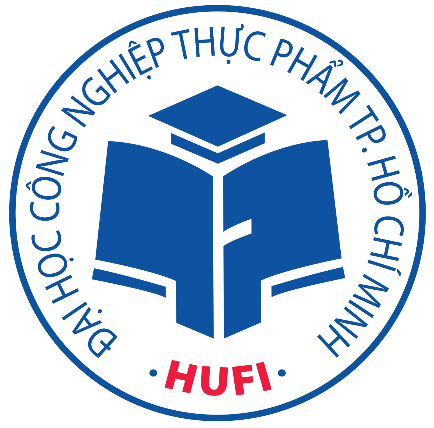 ĐẠI HỌC CÔNG NGHIỆP THỰC PHẨM TP. HỒ CHÍ MINH
• HUFI •